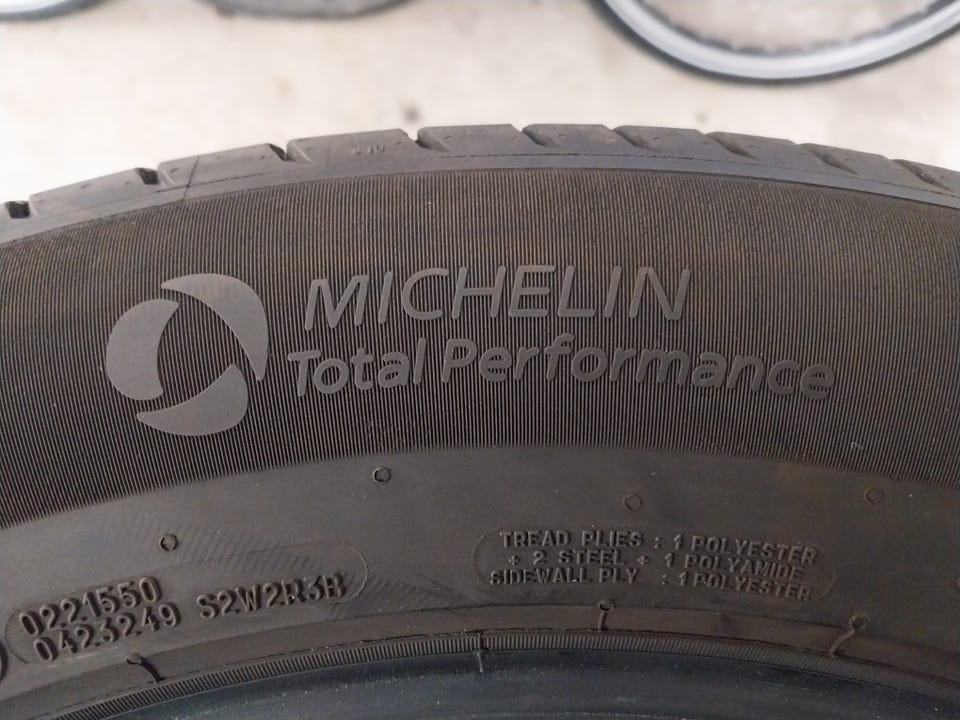 MICHELIN
Total Performance
TREAD PLIES : 1 POLYESTER
+ 2 STEEL + 1 POLYAMIDE
SIDEWALL PLY : 1 POLYESTER
0221550
0423249 S2W2R3B